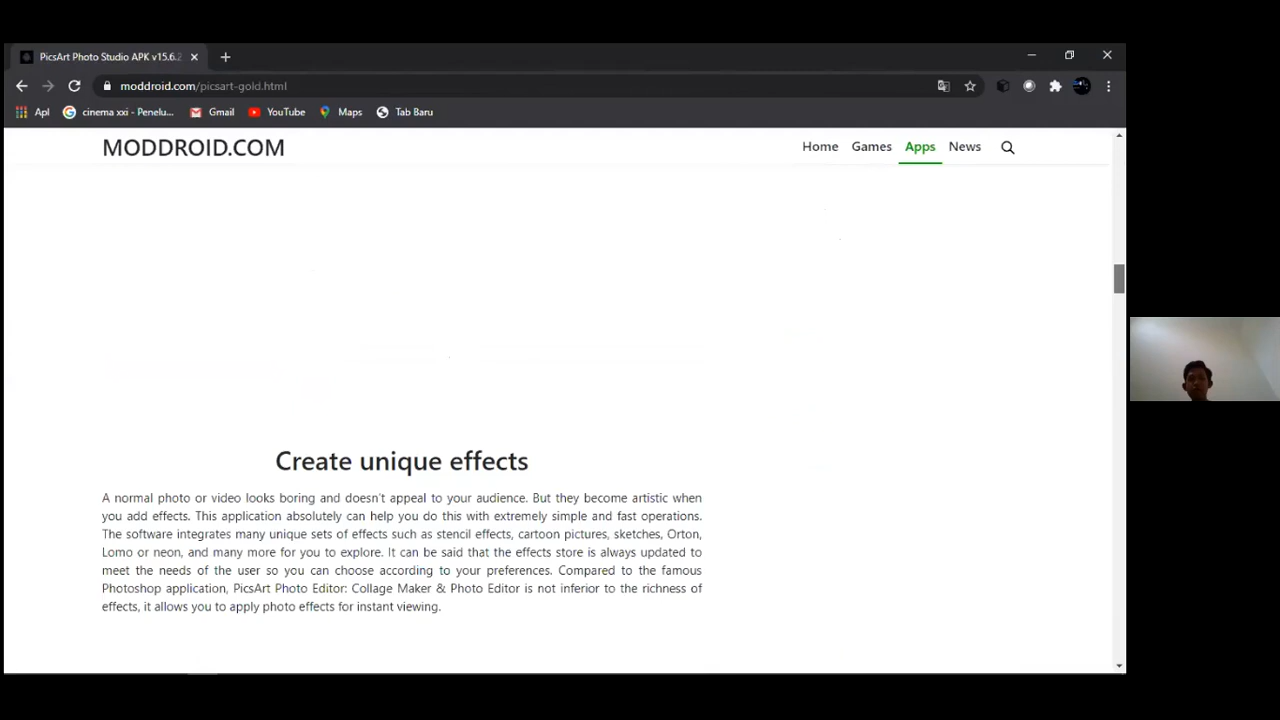 PicsArt Photo Studio APK v15.6.2
moddroid.com/picsart-gold.html
Apl
cinema xxi - Penelu...
Gmail
YouTube
Maps
Tab Baru
MODDROID.COM
Home
Games
Apps
News
Create unique effects
A normal photo or video looks boring and doesn't appeal to your audience. But they become artistic when
you add effects. This application absolutely can help you do this with extremely simple and fast operations.
The software integrates many unique sets of effects such as stencil effects, cartoon pictures, sketches, Orton,
Lomo or neon, and many more for you to explore. It can be said that the effects store is always updated to
meet the needs of the user so you can choose according to your preferences. Compared to the famous
Photoshop application, PicsArt Photo Editor: Collage Maker & Photo Editor is not inferior to the richness of
effects, it allows you to apply photo effects for instant viewing.